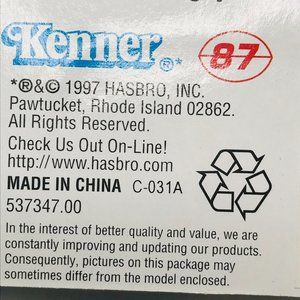 Kenner ®*
87
*®&© 1997 HASBRO, INC.
Pawtucket, Rhode Island 02862.
All Rights Reserved.
Check Us Out On-Line!
http://www.hasbro.com
MADE IN CHINA C-031A
537347.00
In the interest of better quality and value, we are
constantly improving and updating our products.
Consequently, pictures on this package may
sometimes differ from the model enclosed.